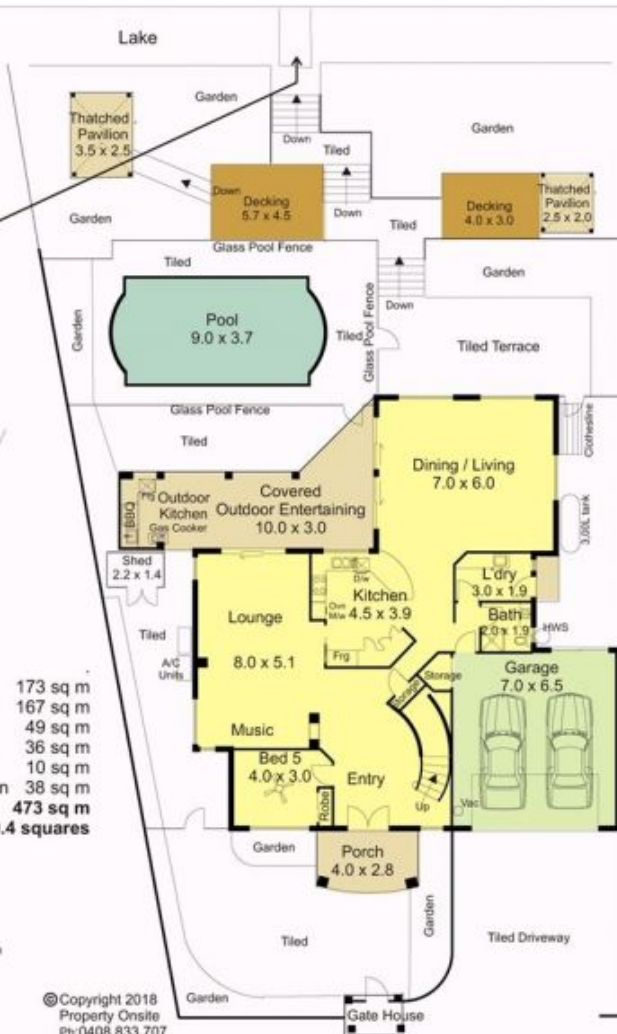 Lake
Garden
Thatched
Pavilion
3.5 x 2.5
Garden
Down
Tiled
Down
Decking
5.7 x 4.5
Down
Garden
Tiled
Decking
4.0 x 3.0
Thatched
Pavilion
2.5 x 2.0
Glass Pool Fence
Tiled
Garden
Down
Garden
Pool
9.0 x 3.7
Tiled
Glass Pool Fence
Tiled Terrace
Glass Pool Fence
Tiled
Clothesline
Dining / Living
7.0 x 6.0
BBQ
Frg
Outdoor
Kitchen
Gas Cooker
Covered
Outdoor Entertaining
10.0 x 3.0
3,00L tank
Shed
2.2 x 1.4
D/w
Kitchen
4.5 x 3.9
Ovn
M/w
Frg
L'dry
3.0 x 1.9
Bath
2.0 x 1.9
HWS
Lounge
8.0 x 5.1
Tiled
A/C
Units
Storage
Storage
Garage
7.0 x 6.5
Music
173 sq m
167 sq m
49 sq m
36 sq m
10 sq m
n 38 sq m
473 sq m
.4 squares
Bed 5
4.0 x 3.0
Robe
Entry
Up
Vac
Garden
Porch
4.0 x 2.8
Garden
Tiled
Tiled Driveway
Garden
Gate House
©Copyright 2018
Property Onsite
Ph:0408 833 707